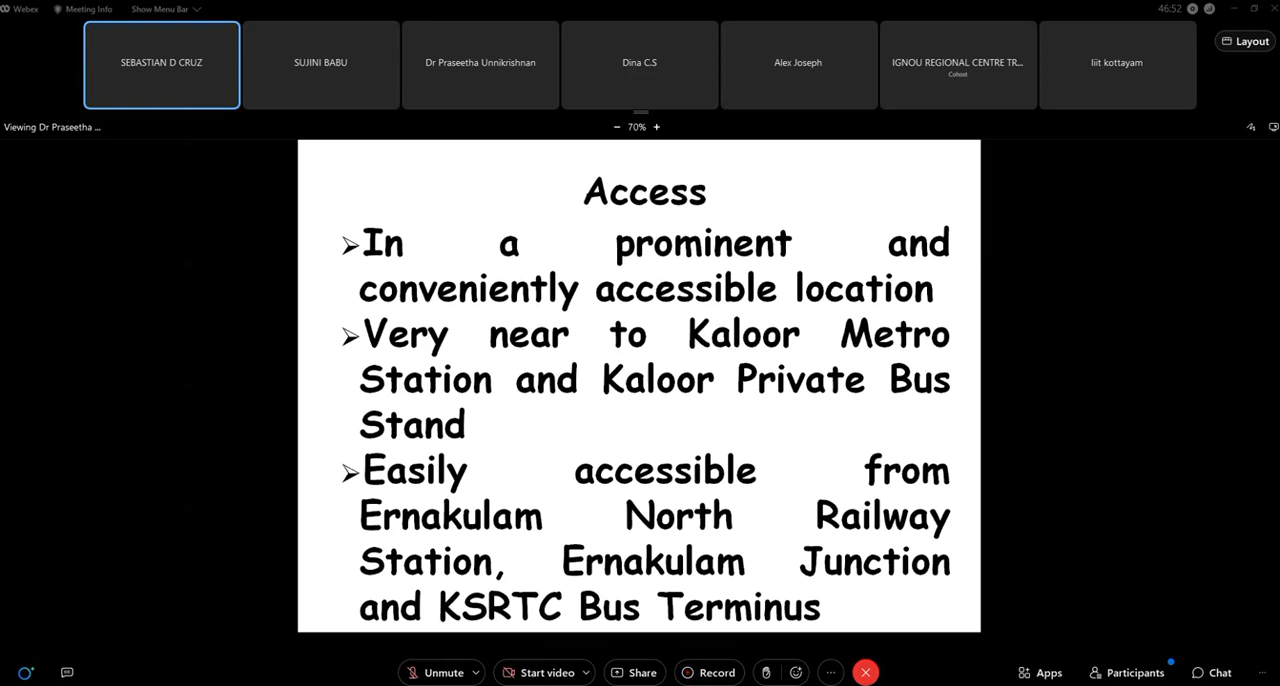 Webex
Meeting Info
Show Menu Bar
46:52
SEBASTIAN D CRUZ
SUJINI BABU
Dr Praseetha Unnikrishnan
Dina C.S
Alex Joseph
IGNOU REGIONAL CENTRE TR...
Cohost
liit kottayam
Layout
Viewing Dr Praseetha ...
− 70% +
Access
➢In a prominent and
conveniently accessible location
➢Very near to Kaloor Metro
Station and Kaloor Private Bus
Stand
➢Easily accessible from
Ernakulam North Railway
Station, Ernakulam Junction
and KSRTC Bus Terminus
Unmute
Start video
Share
Record
Apps
Participants
Chat